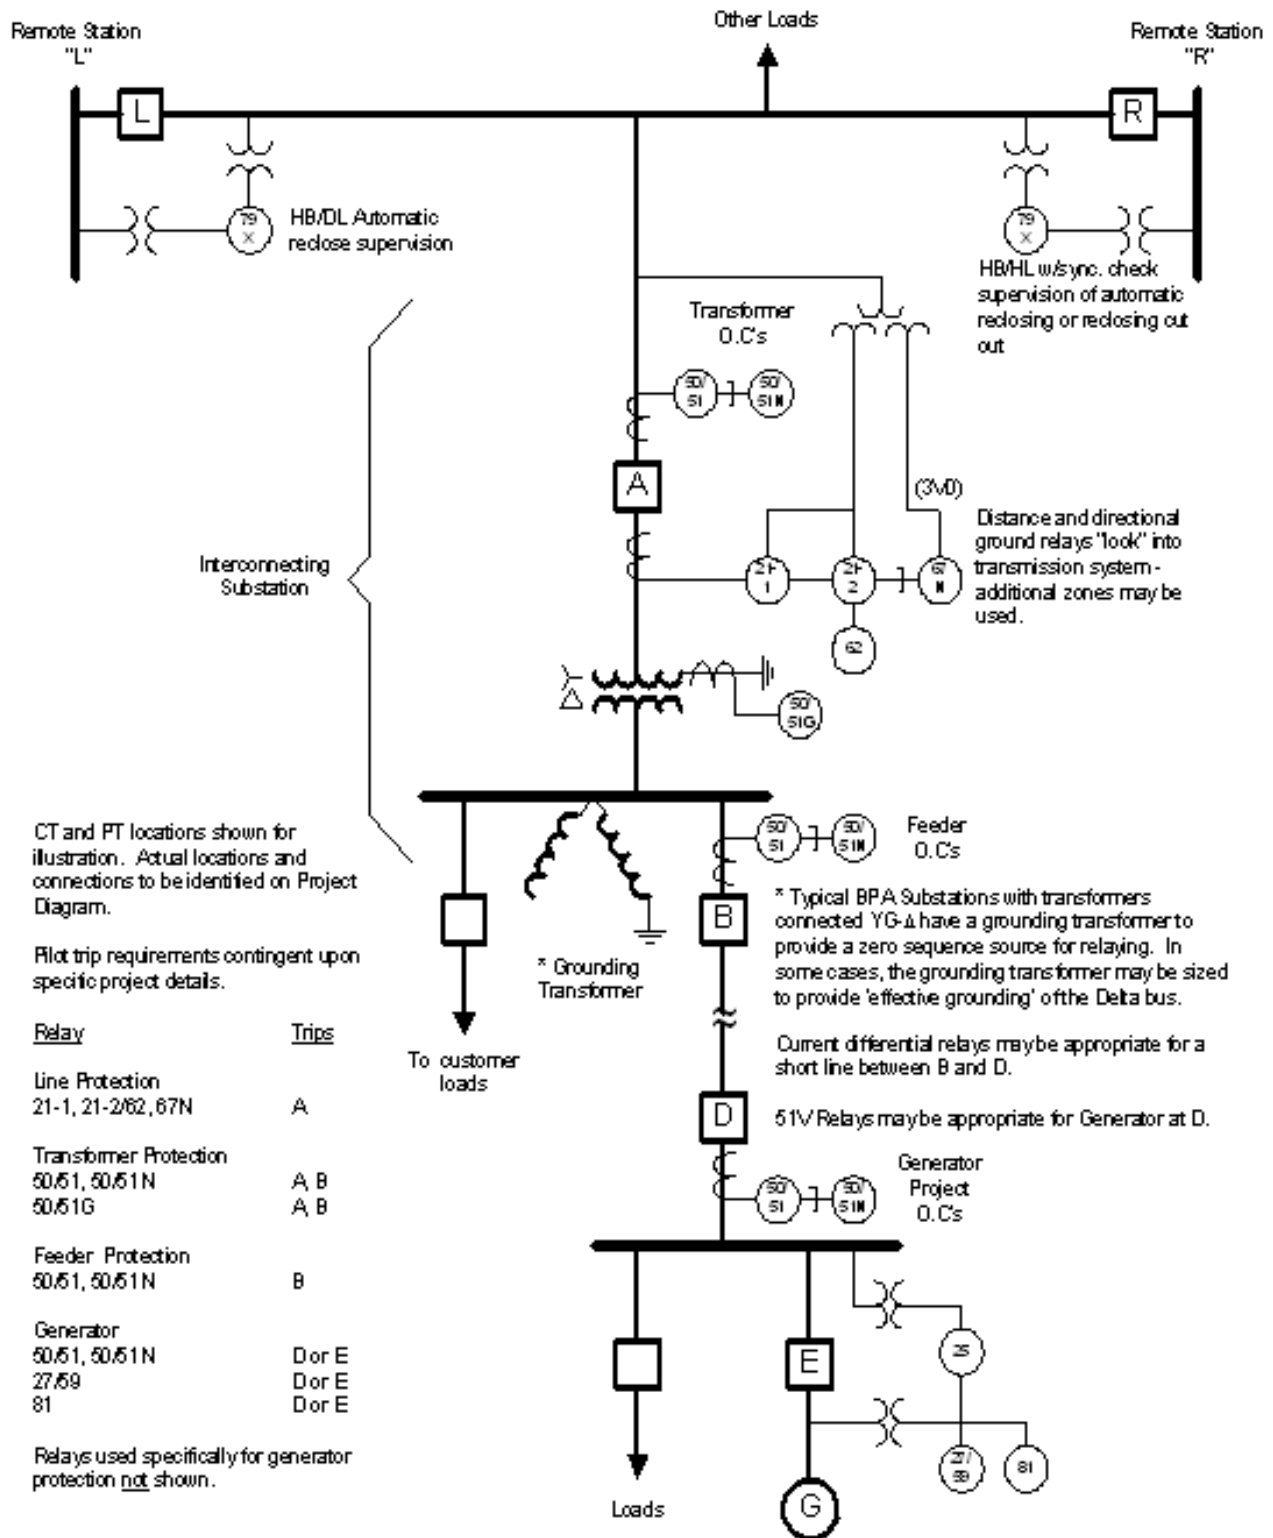 Other Loads
Remote Station
"L"
Remote Station
"R"
L
R
79
X
HB/DL Automatic
reclose supervision
79
X
HB/HL w/sync. check
supervision of automatic
reclosing or reclosing cut
out
Transformer
O.C's
50/
51
50/
51N
A
(3V0)
Distance and directional
ground relays "look" into
transmission system -
additional zones may be
used.
21-
1
21-
2
67
N
62
Interconnecting
Substation
50/
51G
CT and PT locations shown for
illustration. Actual locations and
connections to be identified on Project
Diagram.
Pilot trip requirements contingent upon
specific project details.
50/
51
50/
51N
Feeder
O.C's
B
* Typical BPA Substations with transformers
connected YG-Δ have a grounding transformer to
provide a zero sequence source for relaying. In
some cases, the grounding transformer may be sized
to provide 'effective grounding' of the Delta bus.
* Grounding
Transformer
To customer
loads
Current differential relays may be appropriate for a
short line between B and D.
D
51V Relays may be appropriate for Generator at D.
50/
51
50/
51N
Generator
Project
O.C's
Relay Trips
Line Protection
21-1, 21-2/62, 67N A
Transformer Protection
50/51, 50/51N A, B
50/51G A, B
Feeder Protection
50/51, 50/51N B
Generator
50/51, 50/51N D or E
27/59 D or E
81 D or E
Relays used specifically for generator
protection not shown.
E
25
27/
59
81
Loads
G